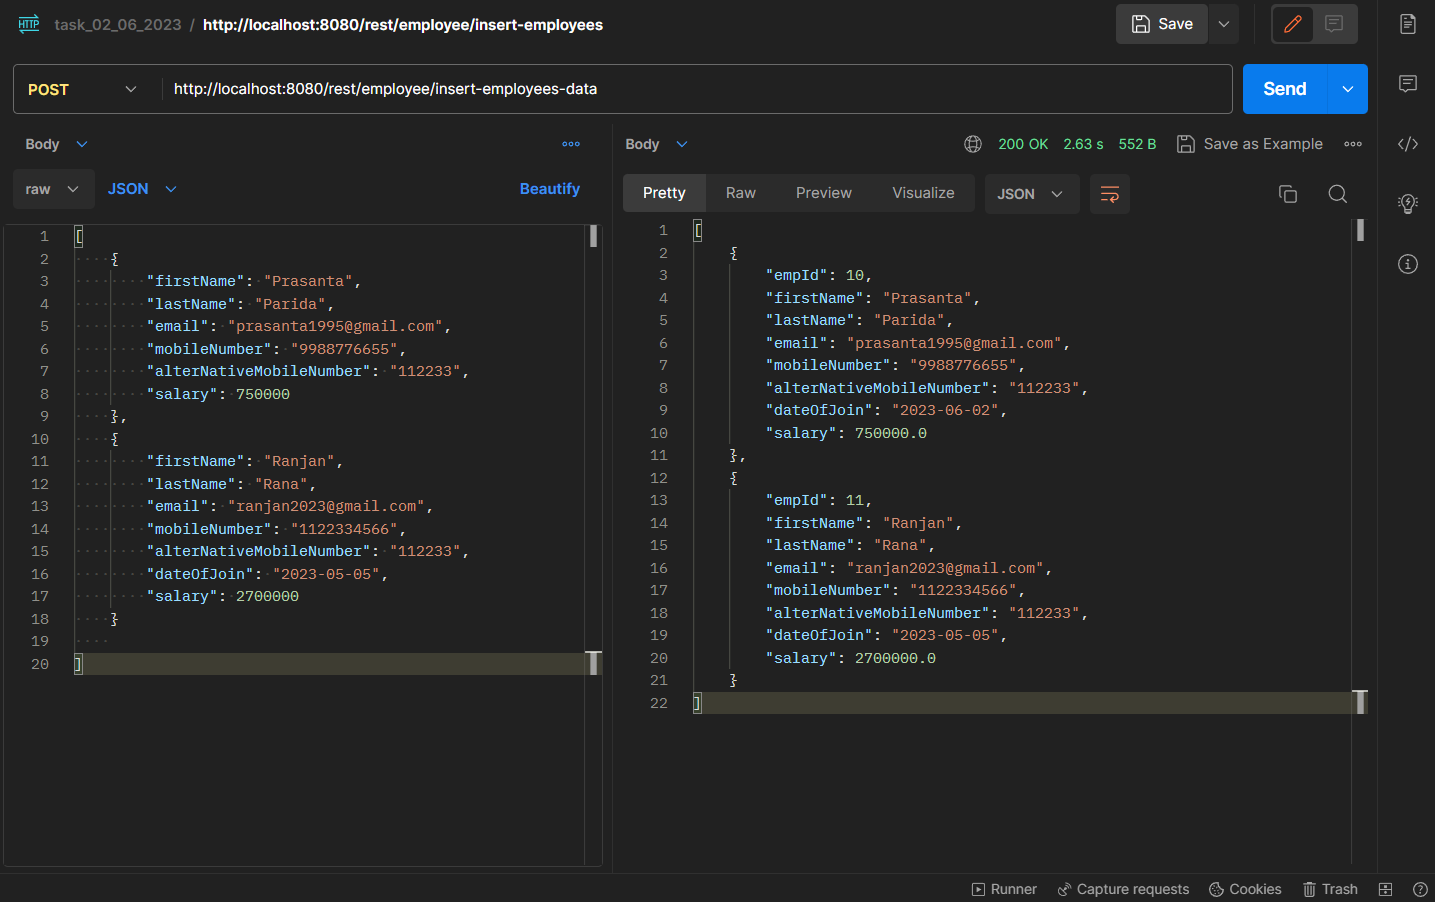 HTTP task_02_06_2023 / http://localhost:8080/rest/employee/insert-employees Save
POST http://localhost:8080/rest/employee/insert-employees-data Send
Body
raw JSON Beautify
1 [
2 {
3 "firstName": "Prasanta",
4 "lastName": "Parida",
5 "email": "prasanta1995@gmail.com",
6 "mobileNumber": "9988776655",
7 "alterNativeMobileNumber": "112233",
8 "salary": 750000
9 },
10 {
11 "firstName": "Ranjan",
12 "lastName": "Rana",
13 "email": "ranjan2023@gmail.com",
14 "mobileNumber": "1122334566",
15 "alterNativeMobileNumber": "112233",
16 "dateOfJoin": "2023-05-05",
17 "salary": 2700000
18 }
19
20 ]
Body 200 OK 2.63 s 552 B Save as Example
Pretty Raw Preview Visualize JSON
1 [
2 {
3 "empId": 10,
4 "firstName": "Prasanta",
5 "lastName": "Parida",
6 "email": "prasanta1995@gmail.com",
7 "mobileNumber": "9988776655",
8 "alterNativeMobileNumber": "112233",
9 "dateOfJoin": "2023-06-02",
10 "salary": 750000.0
11 },
12 {
13 "empId": 11,
14 "firstName": "Ranjan",
15 "lastName": "Rana",
16 "email": "ranjan2023@gmail.com",
17 "mobileNumber": "1122334566",
18 "alterNativeMobileNumber": "112233",
19 "dateOfJoin": "2023-05-05",
20 "salary": 2700000.0
21 }
22 ]
Runner Capture requests Cookies Trash